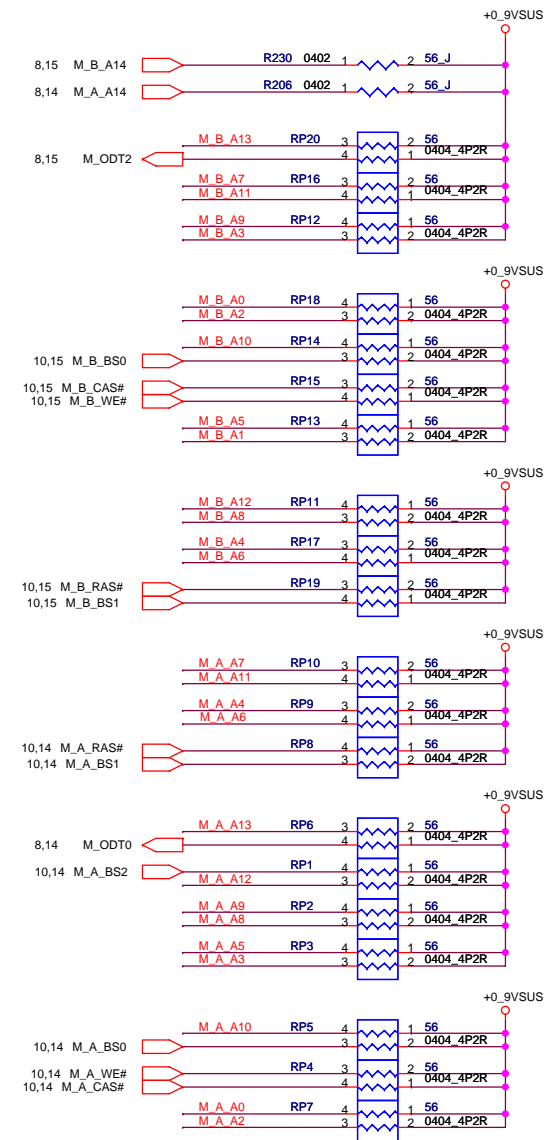 +0_9VSUS
8,15 M_B_A14 R230 0402 1 2 56_J
8,14 M_A_A14 R206 0402 1 2 56_J
M_B_A13 RP20 3 2 56
8,15 M_ODT2 4 1 0404_4P2R
M_B_A7 RP16 3 2 56
M_B_A11 4 1 0404_4P2R
M_B_A9 RP12 4 1 56
M_B_A3 3 2 0404_4P2R
+0_9VSUS
M_B_A0 RP18 4 1 56
M_B_A2 3 2 0404_4P2R
M_B_A10 RP14 4 1 56
10,15 M_B_BS0 3 2 0404_4P2R
10,15 M_B_CAS# RP15 3 2 56
10,15 M_B_WE# 4 1 0404_4P2R
M_B_A5 RP13 4 1 56
M_B_A1 3 2 0404_4P2R
+0_9VSUS
M_B_A12 RP11 4 1 56
M_B_A8 3 2 0404_4P2R
M_B_A4 RP17 3 2 56
M_B_A6 4 1 0404_4P2R
10,15 M_B_RAS# RP19 3 2 56
10,15 M_B_BS1 4 1 0404_4P2R
+0_9VSUS
M_A_A7 RP10 3 2 56
M_A_A11 4 1 0404_4P2R
M_A_A4 RP9 3 2 56
M_A_A6 4 1 0404_4P2R
10,14 M_A_RAS# RP8 4 1 56
10,14 M_A_BS1 3 2 0404_4P2R
+0_9VSUS
M_A_A13 RP6 3 2 56
8,14 M_ODT0 4 1 0404_4P2R
10,14 M_A_BS2 RP1 4 1 56
M_A_A12 3 2 0404_4P2R
M_A_A9 RP2 4 1 56
M_A_A8 3 2 0404_4P2R
M_A_A5 RP3 4 1 56
M_A_A3 3 2 0404_4P2R
+0_9VSUS
M_A_A10 RP5 4 1 56
10,14 M_A_BS0 3 2 0404_4P2R
10,14 M_A_WE# RP4 3 2 56
10,14 M_A_CAS# 4 1 0404_4P2R
M_A_A0 RP7 4 1 56
M_A_A2 3 2 0404_4P2R